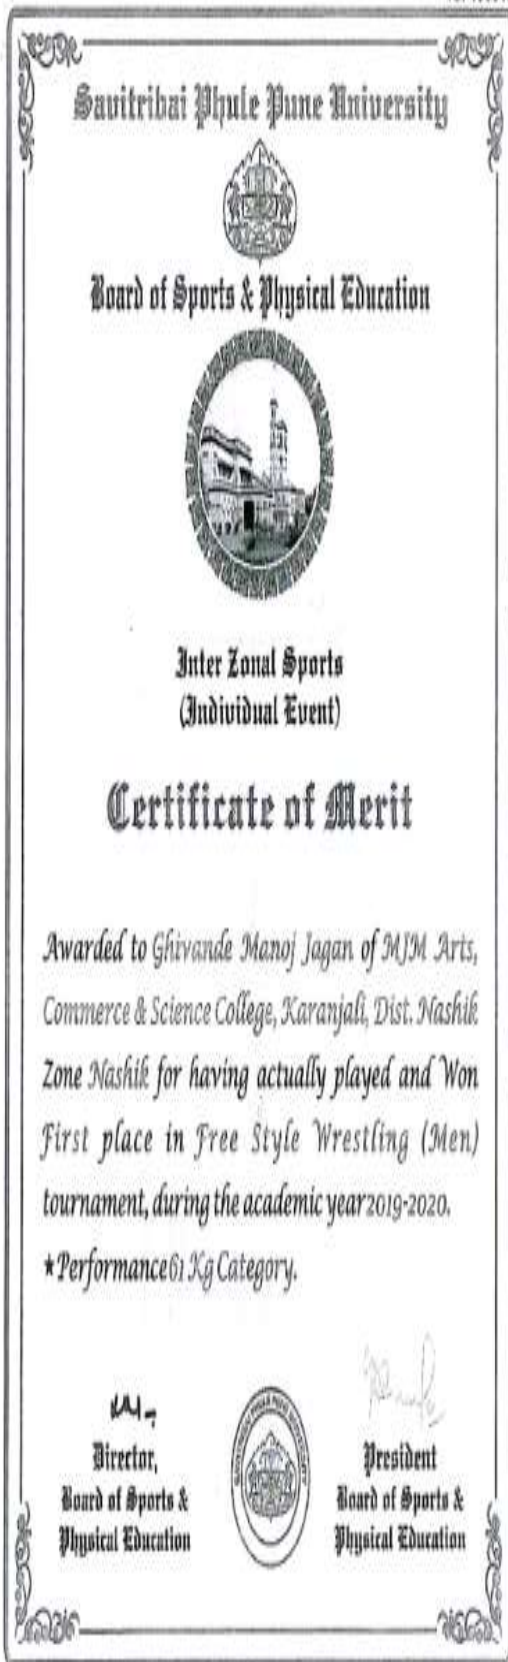 Savitribai Phule Pune University
Board of Sports & Physical Education
Inter Zonal Sports
(Individual Event)
Certificate of Merit
Awarded to Ghivande Manoj Jagan of MJM Arts,
Commerce & Science College, Karanjali, Dist. Nashik
Zone Nashik for having actually played and Won
First place in Free Style Wrestling (Men)
tournament, during the academic year 2019-2020.
*Performance 61 Kg Category.
Director,
Board of Sports &
Physical Education
President
Board of Sports &
Physical Education